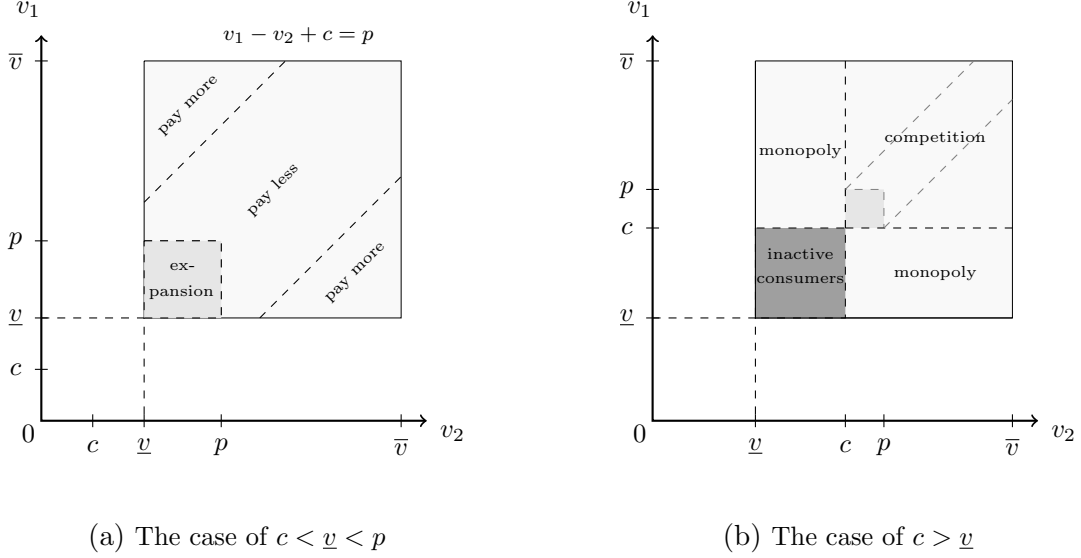 v₁
v₁ − v₂ + c = p
v̅
pay more
pay less
p
ex-
pansion
pay more
v̲
c
0
c
v̲
p
v̅
v₂
(a) The case of c < v̲ < p
v₁
v̅
monopoly
competition
p
c
inactive
consumers
monopoly
v̲
0
v̲
c
p
v̅
v₂
(b) The case of c > v̲